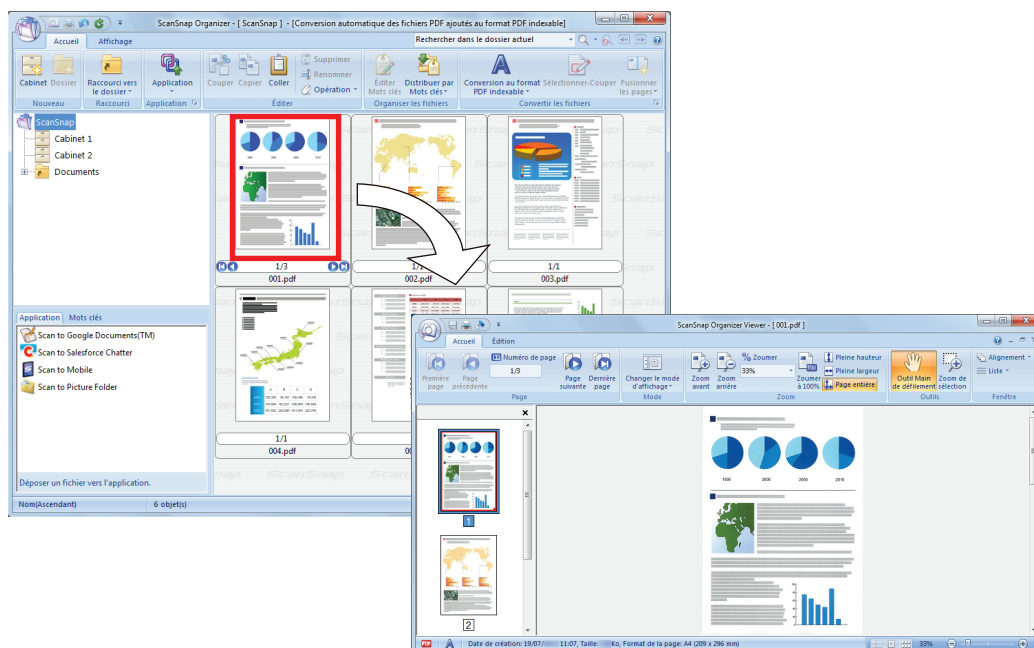 ScanSnap Organizer - [ ScanSnap ] - [Conversion automatique des fichiers PDF ajoutés au format PDF indexable]
Accueil Affichage
Rechercher dans le dossier actuel
Cabinet Dossier
Nouveau
Raccourci vers
le dossier
Raccourci
Application
Application
Couper Copier Coller
Supprimer
Renommer
Opération
Éditer
Éditer
Mots clés
Distribuer par
Mots clés
Organiser les fichiers
Conversion au format
PDF indexable
Sélectionner-Couper
Fusionner
les pages
Convertir les fichiers
ScanSnap
Cabinet 1
Cabinet 2
Documents
1/3
001.pdf
002.pdf
1/1
003.pdf
1/1
004.pdf
Application Mots clés
Scan to Google Documents(TM)
Scan to Salesforce Chatter
Scan to Mobile
Scan to Picture Folder
Déposer un fichier vers l'application.
Nom(Ascendant) 6 objet(s)
ScanSnap Organizer Viewer - [ 001.pdf ]
Accueil Édition
Première
page
Page
précédente
Numéro de page
1/3
Page
suivante
Dernière
page
Page
Changer le mode
d'affichage
Mode
Zoom
avant
Zoom
arrière
% Zoumer
33%
Zoumer
à 100%
Pleine hauteur
Pleine largeur
Page entière
Zoom
Outil Main
de défilement
Zoom de
sélection
Outils
Alignement
Liste
Fenêtre
1
2
1995 2000 2005 2010
PDF A Date de création: 19/07/ 11:07, Taille: Ko, Format de la page: A4 (209 x 296 mm)
33%